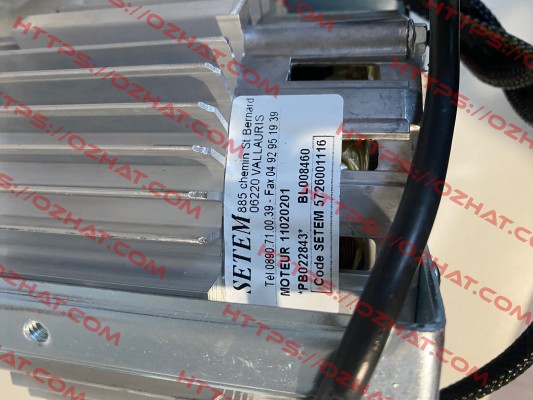 SETEM
885 chemin St Bernard
06220 VALLAURIS
Tél 0890.71.00.39 - Fax 04 92 95 19 39
MOTEUR 11020201
*PB022843* BL008460
Code SETEM 5726001116
HTTPS://OZHAT.COM